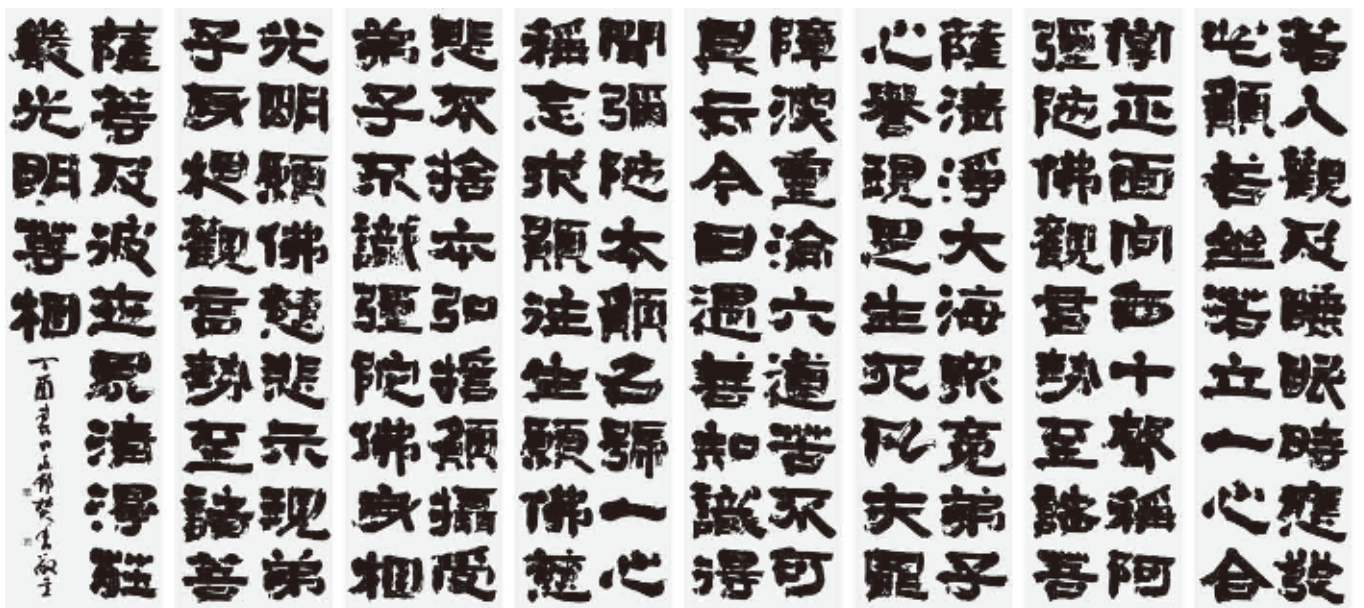 若入觀及睡眠時應發
此願若坐若立一心合
掌正面向西十聲稱阿
彌陀佛觀音勢至諸菩
薩清淨大海眾竟弟子
心譽現是生死凡夫罪
障深重淪六道苦不可
具云今日遇善知識得
聞彌陀本願名號一心
稱念求願往生願佛慈
悲不捨本弘誓願攝受
弟子不識彌陀佛身相
光明願佛慈悲示現弟
子身相觀音勢至諸菩
薩等及彼世界清淨莊
嚴光明等相
丁酉